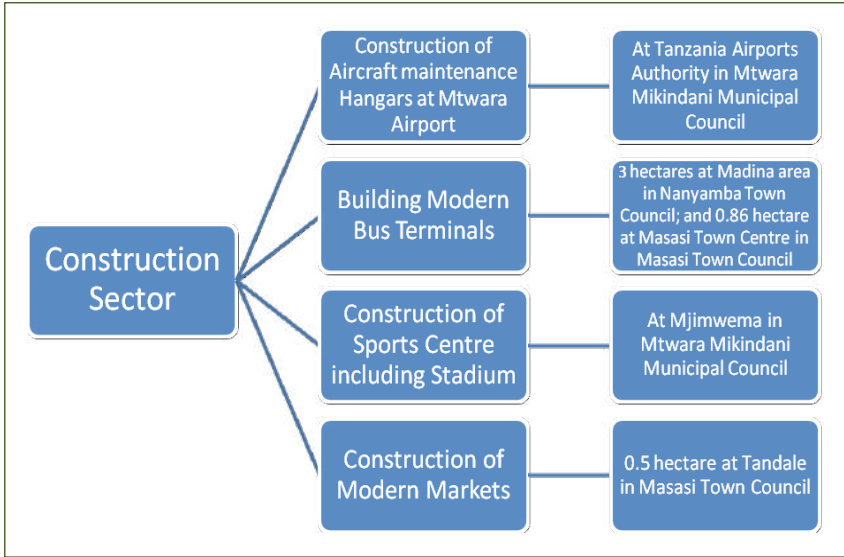 Construction
Sector
Construction of
Aircraft maintenance
Hangars at Mtwara
Airport
At Tanzania Airports
Authority in Mtwara
Mikindani Municipal
Council
Building Modern
Bus Terminals
3 hectares at Madina area
in Nanyamba Town
Council; and 0.86 hectare
at Masasi Town Centre in
Masasi Town Council
Construction of
Sports Centre
including Stadium
At Mjimwema in
Mtwara Mikindani
Municipal Council
Construction of
Modern Markets
0.5 hectare at Tandale
in Masasi Town Council